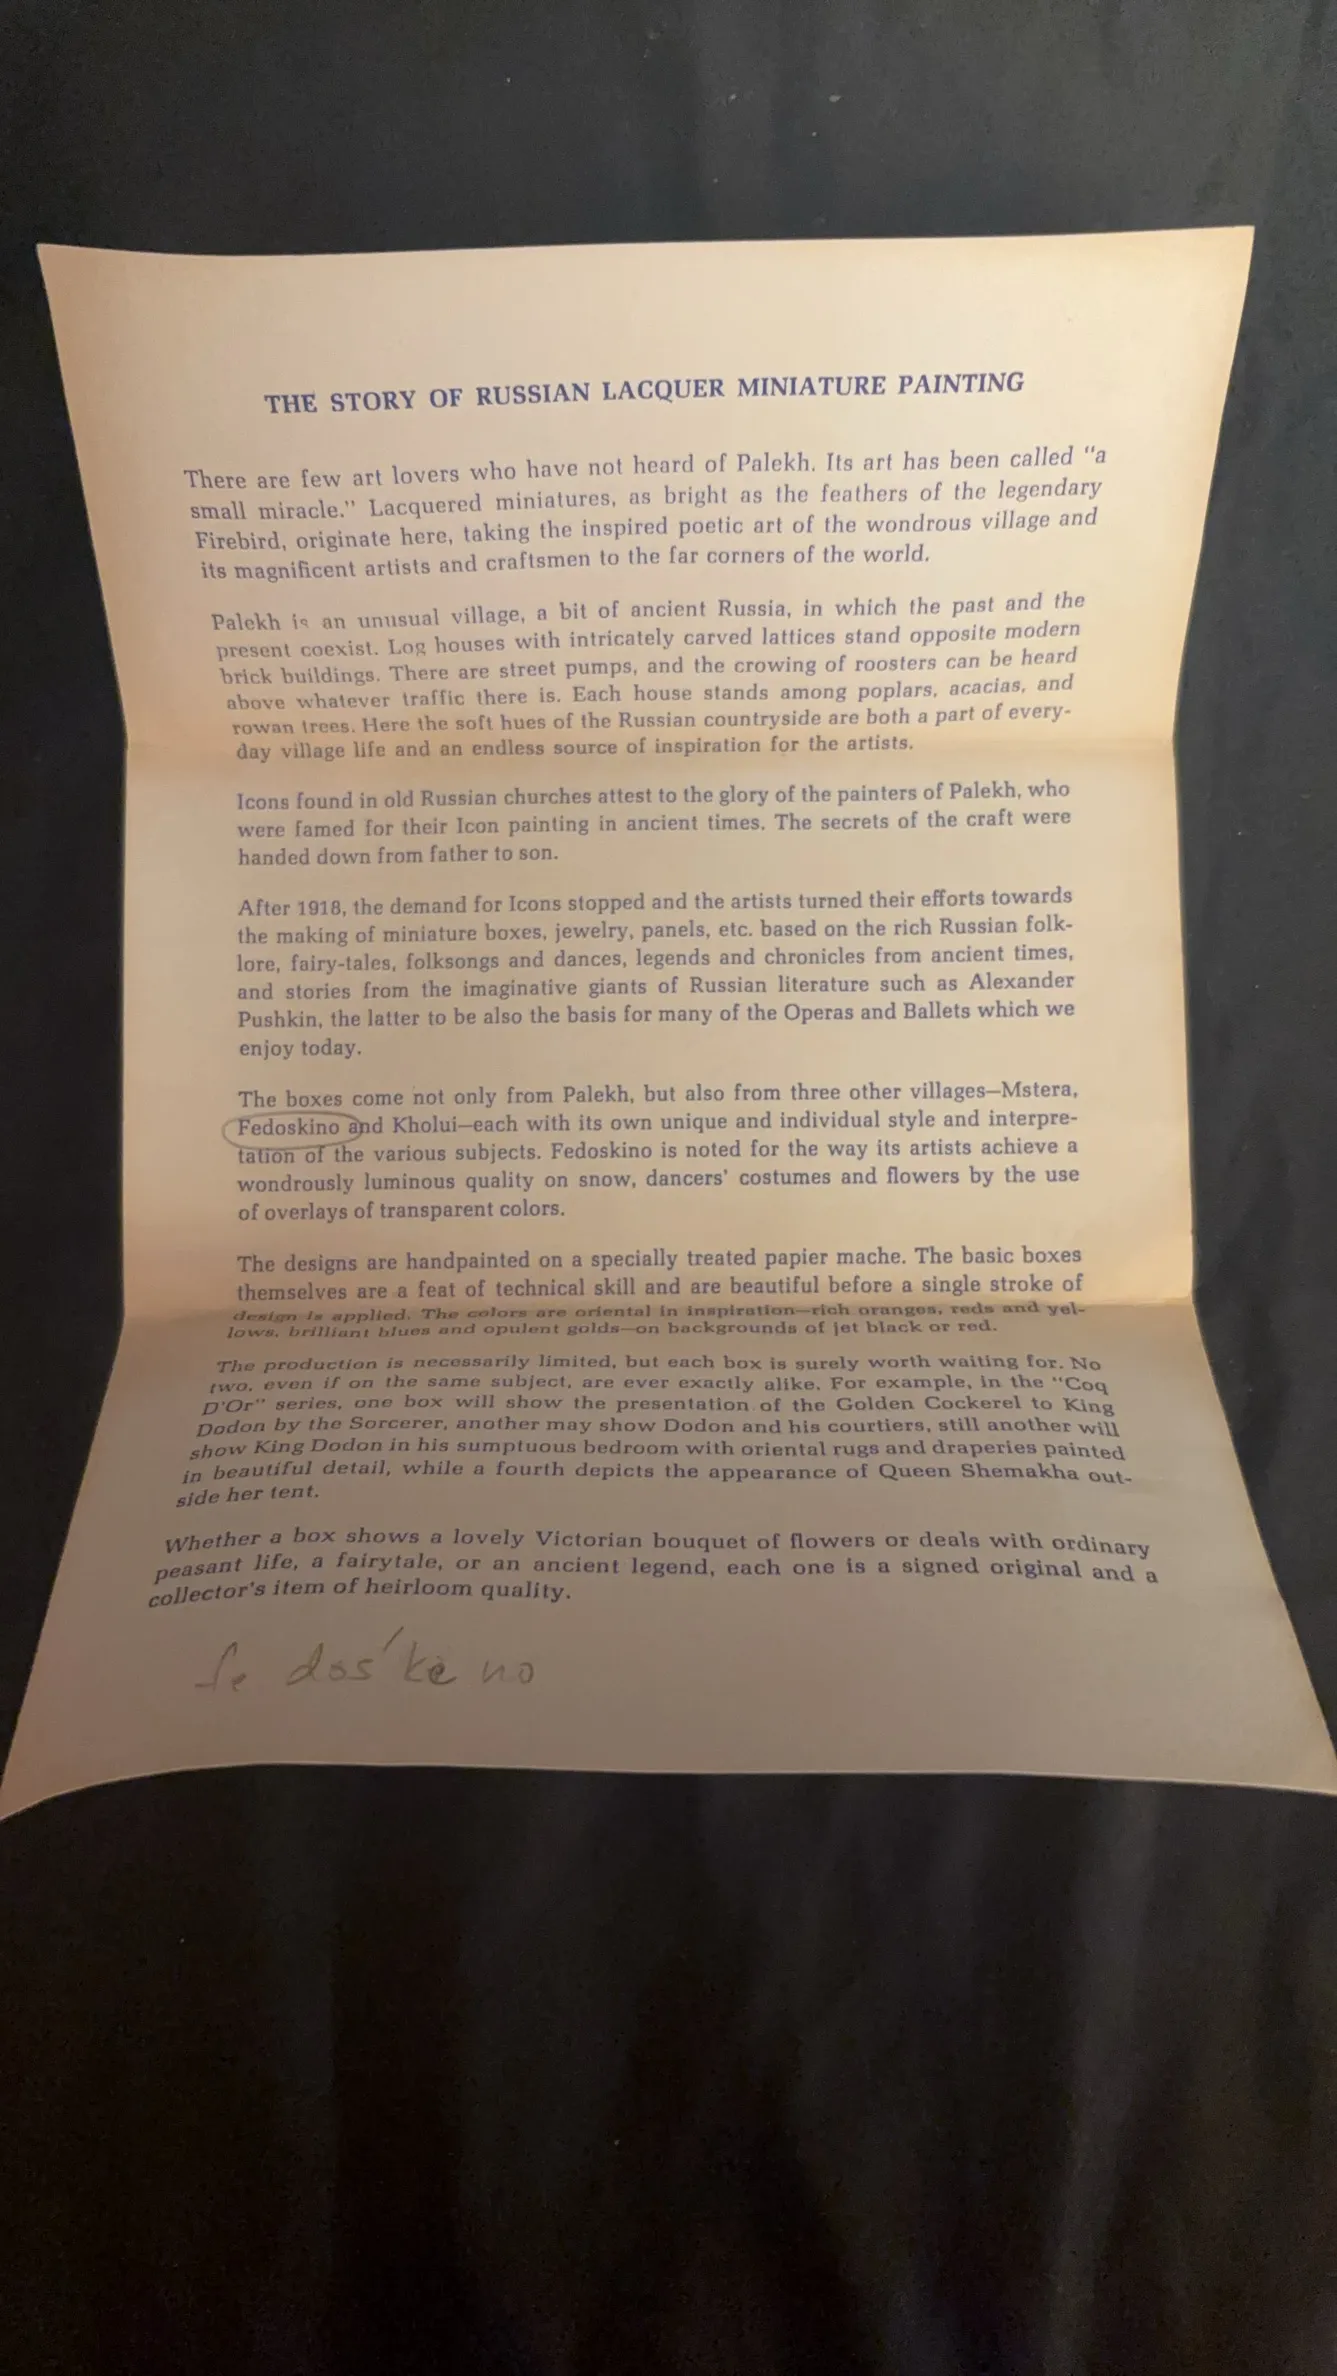 THE STORY OF RUSSIAN LACQUER MINIATURE PAINTING
There are few art lovers who have not heard of Palekh. Its art has been called "a
small miracle." Lacquered miniatures, as bright as the feathers of the legendary
Firebird, originate here, taking the inspired poetic art of the wondrous village and
its magnificent artists and craftsmen to the far corners of the world.
Palekh is an unusual village, a bit of ancient Russia, in which the past and the
present coexist. Log houses with intricately carved lattices stand opposite modern
brick buildings. There are street pumps, and the crowing of roosters can be heard
above whatever traffic there is. Each house stands among poplars, acacias, and
rowan trees. Here the soft hues of the Russian countryside are both a part of every-
day village life and an endless source of inspiration for the artists.
Icons found in old Russian churches attest to the glory of the painters of Palekh, who
were famed for their Icon painting in ancient times. The secrets of the craft were
handed down from father to son.
After 1918, the demand for Icons stopped and the artists turned their efforts towards
the making of miniature boxes, jewelry, panels, etc. based on the rich Russian folk-
lore, fairy-tales, folksongs and dances, legends and chronicles from ancient times,
and stories from the imaginative giants of Russian literature such as Alexander
Pushkin, the latter to be also the basis for many of the Operas and Ballets which we
enjoy today.
The boxes come not only from Palekh, but also from three other villages—Mstera,
Fedoskino and Kholui—each with its own unique and individual style and interpre-
tation of the various subjects. Fedoskino is noted for the way its artists achieve a
wondrously luminous quality on snow, dancers' costumes and flowers by the use
of overlays of transparent colors.
The designs are handpainted on a specially treated papier mache. The basic boxes
themselves are a feat of technical skill and are beautiful before a single stroke of
design is applied. The colors are oriental in inspiration—rich oranges, reds and yel-
lows, brilliant blues and opulent golds—on backgrounds of jet black or red.
The production is necessarily limited, but each box is surely worth waiting for. No
two, even if on the same subject, are ever exactly alike. For example, in the "Coq
D'Or" series, one box will show the presentation of the Golden Cockerel to King
Dodon by the Sorcerer, another may show Dodon and his courtiers, still another will
show King Dodon in his sumptuous bedroom with oriental rugs and draperies painted
in beautiful detail, while a fourth depicts the appearance of Queen Shemakha out-
side her tent.
Whether a box shows a lovely Victorian bouquet of flowers or deals with ordinary
peasant life, a fairytale, or an ancient legend, each one is a signed original and a
collector's item of heirloom quality.
fe dos' ke no